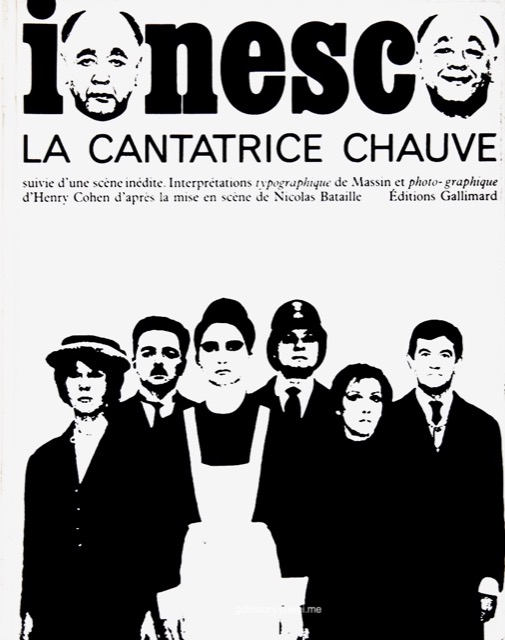 ionesco
LA CANTATRICE CHAUVE
suivie d'une scène inédite. Interprétations typographique de Massin et photo-graphique
d'Henry Cohen d'après la mise en scène de Nicolas Bataille Éditions Gallimard